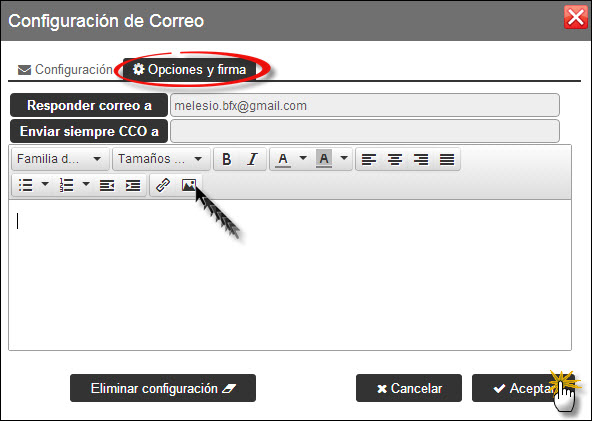 Configuración de Correo
Configuración Opciones y firma
Responder correo a melesio.bfx@gmail.com
Enviar siempre CCO a
Familia d... Tamaños ... B I A A
Eliminar configuración Cancelar Aceptar